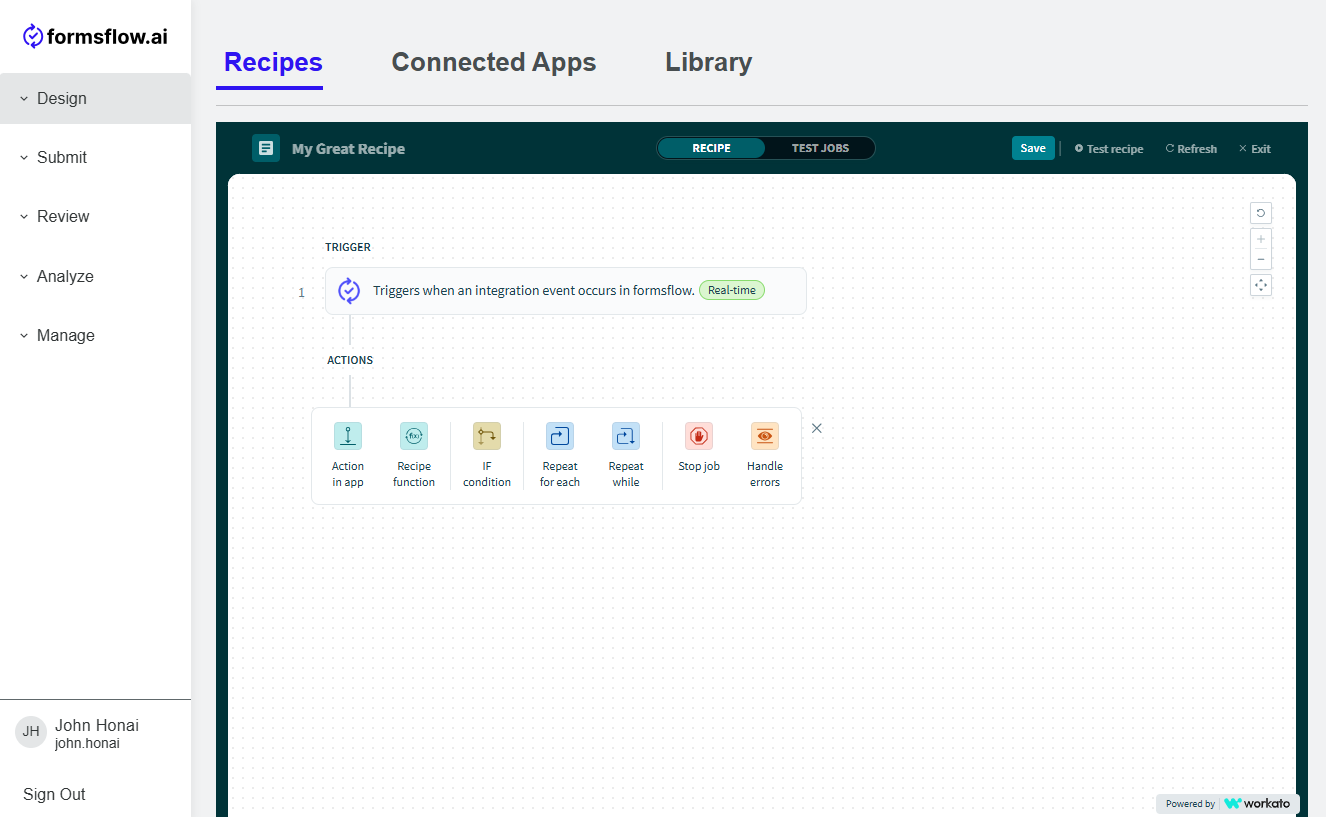 formsflow.ai
Design
Submit
Review
Analyze
Manage
JH
John Honai
john.honai
Sign Out
Recipes
Connected Apps
Library
My Great Recipe
RECIPE
TEST JOBS
Save
Test recipe
Refresh
Exit
TRIGGER
1
Triggers when an integration event occurs in formsflow. Real-time
ACTIONS
Action
in app
f(x)
Recipe
function
IF
condition
Repeat
for each
Repeat
while
Stop job
Handle
errors
Powered by workato